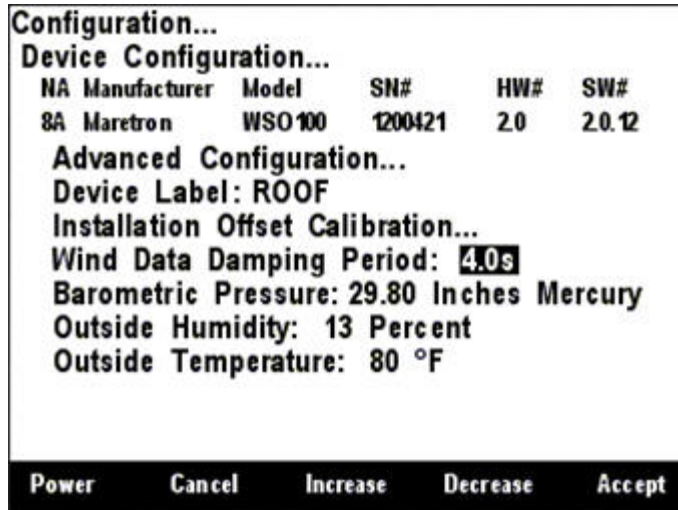 Configuration...
Device Configuration...
NA Manufacturer Model SN# HW# SW#
8A Maretron WSO100 1200421 2.0 2.0.12
Advanced Configuration...
Device Label: ROOF
Installation Offset Calibration...
Wind Data Damping Period: 4.0s
Barometric Pressure: 29.80 Inches Mercury
Outside Humidity: 13 Percent
Outside Temperature: 80 °F
Power Cancel Increase Decrease Accept